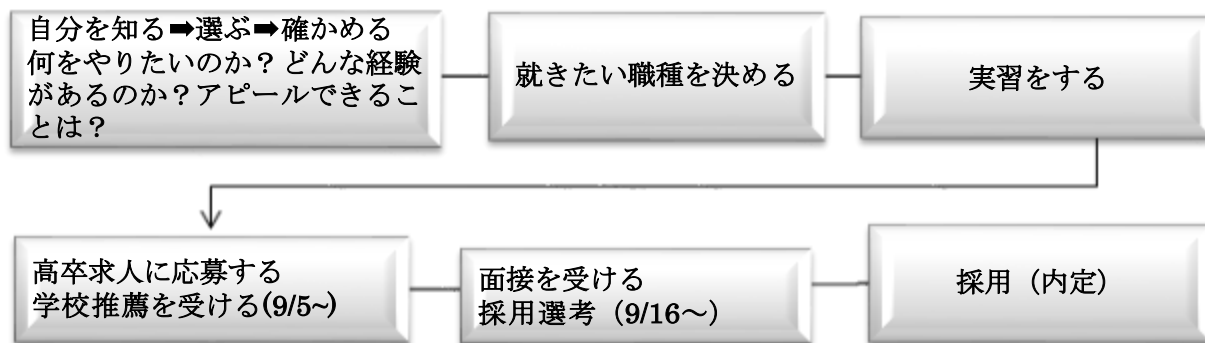 自分を知る➡選ぶ➡確かめる
何をやりたいのか？どんな経験
があるのか？アピールできるこ
とは？
就きたい職種を決める
実習をする
高卒求人に応募する
学校推薦を受ける(9/5~)
面接を受ける
採用選考（9/16～）
採用（内定）